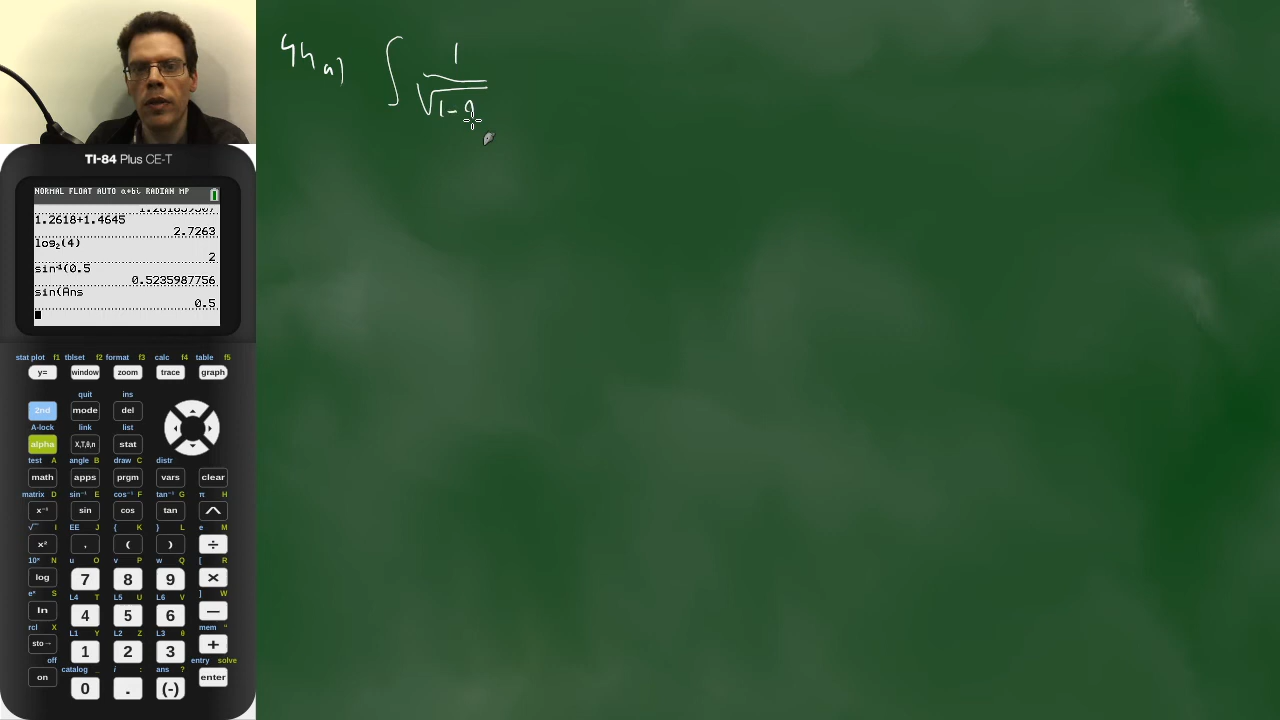 44 a) ∫ 1
√1-9
TI-84 Plus CE-T
NORMAL FLOAT AUTO a+bi RADIAN MP
1.2618+1.4645
2.7263
log₂(4)
2
sin⁻¹(0.5
0.5235987756
sin(Ans
0.5
stat plot f1 tblset f2 format f3 calc f4 table f5
y= window zoom trace graph
quit ins
2nd mode del
A-lock link list
alpha X,T,θ,n stat
test A angle B draw C distr
math apps prgm vars clear
matrix D sin⁻¹ E cos⁻¹ F tan⁻¹ G π H
x⁻¹ sin cos tan ^
√‾ I EE J { K } L e M
x² , ( ) ÷
10ˣ N u O v P w Q [ R
log 7 8 9 ×
eˣ S L4 T L5 U L6 V ] W
ln 4 5 6 —
rcl X L1 Y L2 Z L3 θ mem "
sto→ 1 2 3 +
off catalog _ i : ans ? entry solve
on 0 . (-) enter